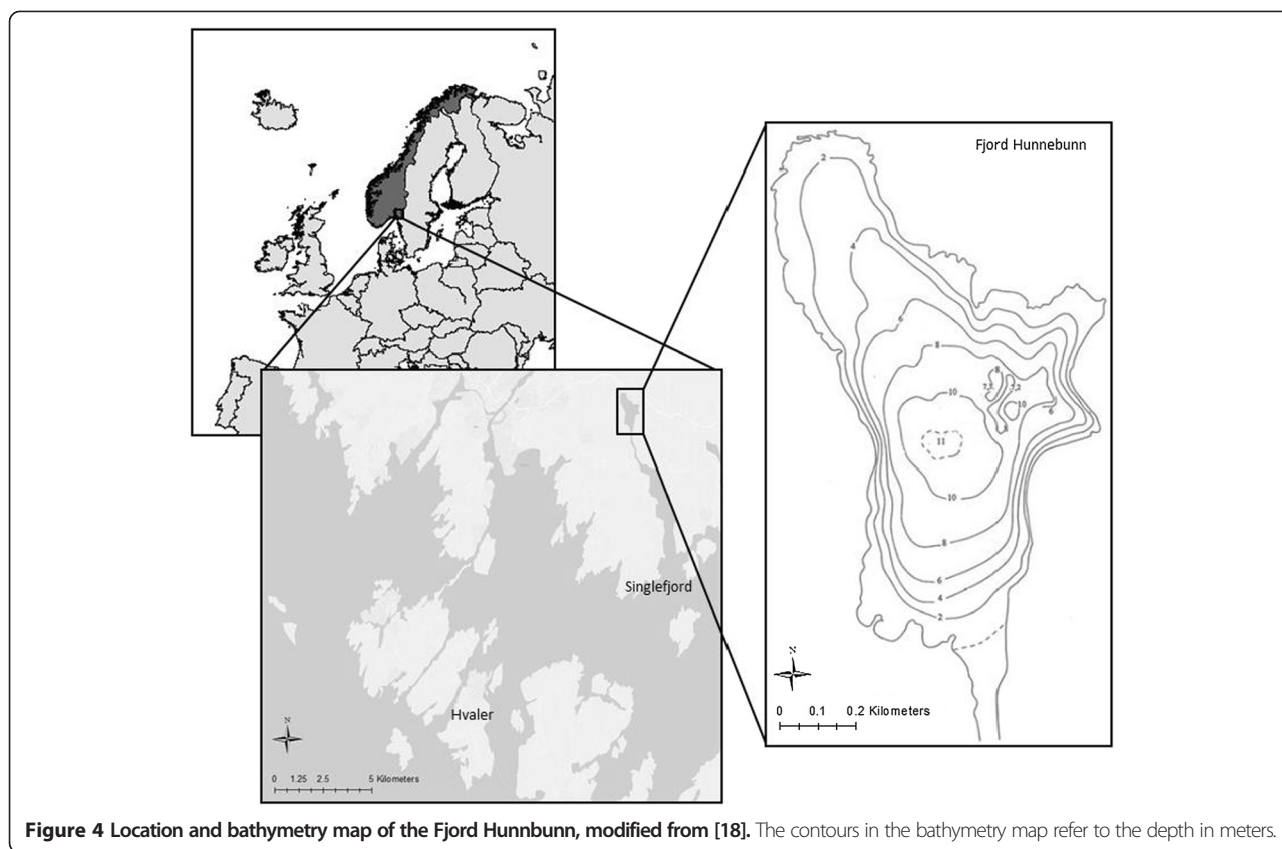 Fjord Hunnebunn
2
4
6
8
8
7,2
10
10
6
11
10
8
6
4
2
N
0 0.1 0.2 Kilometers
Singlefjord
Hvaler
N
0 1.25 2.5 5 Kilometers
Figure 4 Location and bathymetry map of the Fjord Hunnbunn, modified from [18]. The contours in the bathymetry map refer to the depth in meters.